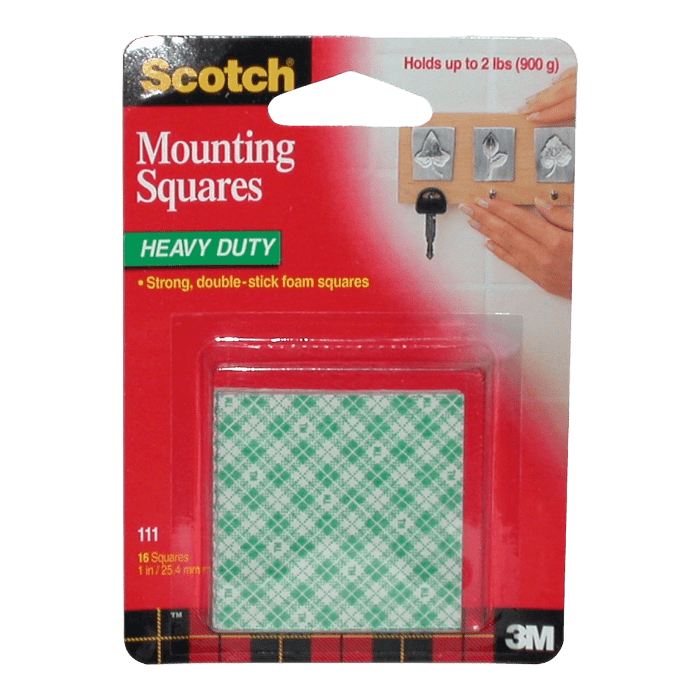 Scotch®
Holds up to 2 lbs (900 g)
Mounting
Squares
HEAVY DUTY
• Strong, double-stick foam squares
111
16 Squares
1 in / 25.4 mm
™
3M